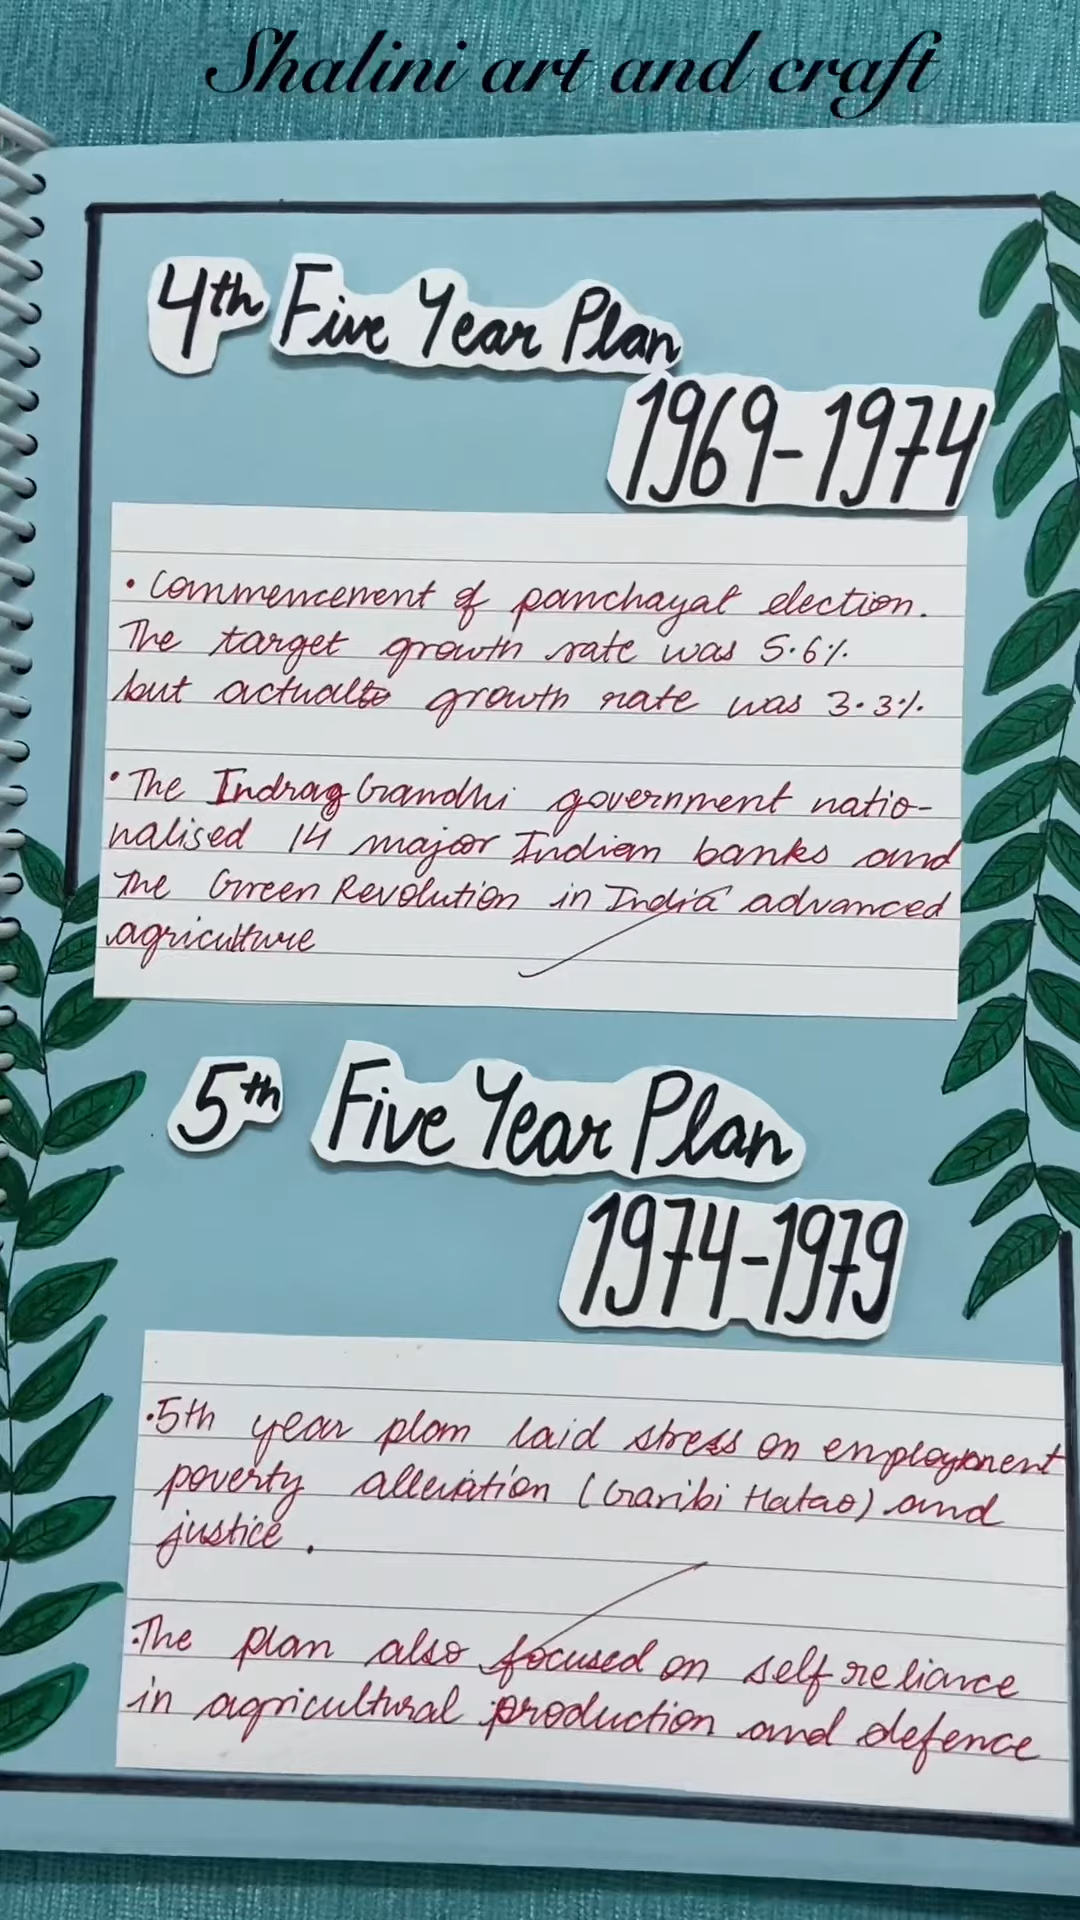 Shalini art and craft
4th Five Year Plan
1969-1974
• Commencement of panchayat election.
The target growth rate was 5.6%.
but actual growth rate was 3.3%.
• The Indrag Gandhi government natio-
nalised 14 major Indian banks and
the Green Revolution in India advanced
agriculture
5th Five Year Plan
1974-1979
• 5th year plan laid stress on employment
poverty alleviation (Garibi Hatao) and
justice.
• The plan also focused on self reliance
in agricultural production and defence